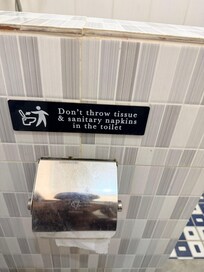 Don't throw tissue
& sanitary napkins
in the toilet